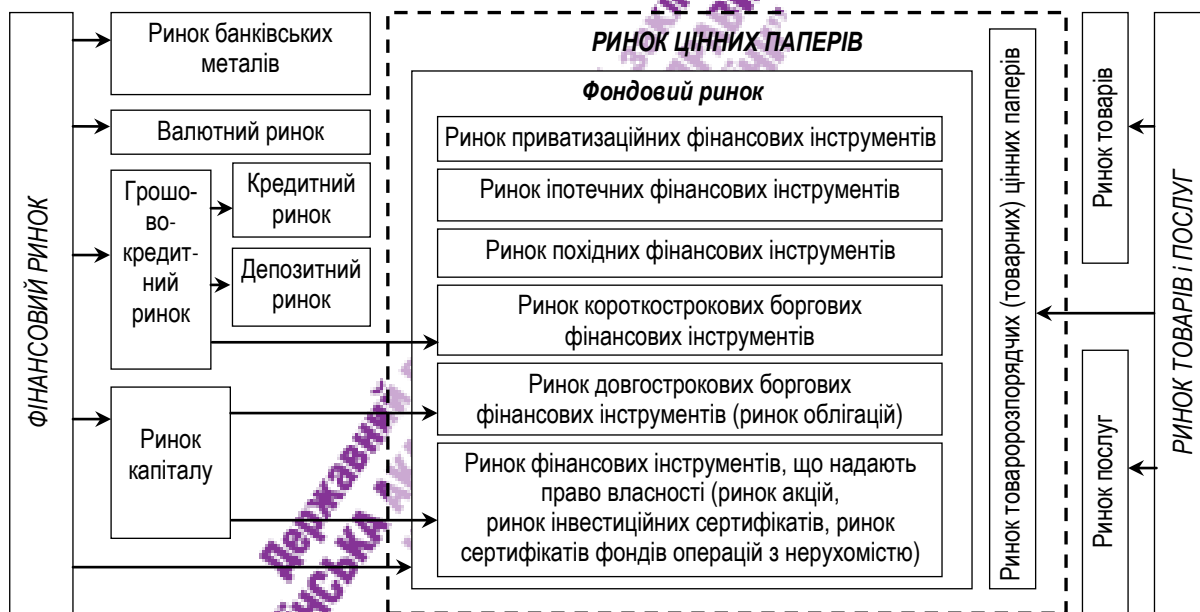 ФІНАНСОВИЙ РИНОК
Ринок банківських
металів
Валютний ринок
Грошо-
во-
кредит-
ний
ринок
Кредитний
ринок
Депозитний
ринок
Ринок
капіталу
РИНОК ЦІННИХ ПАПЕРІВ
Фондовий ринок
Ринок приватизаційних фінансових інструментів
Ринок іпотечних фінансових інструментів
Ринок похідних фінансових інструментів
Ринок короткострокових боргових
фінансових інструментів
Ринок довгострокових боргових
фінансових інструментів (ринок облігацій)
Ринок фінансових інструментів, що надають
право власності (ринок акцій,
ринок інвестиційних сертифікатів, ринок
сертифікатів фондів операцій з нерухомістю)
Ринок товаророзпорядчих (товарних) цінних паперів
Ринок товарів
Ринок послуг
РИНОК ТОВАРІВ і ПОСЛУГ
Державний